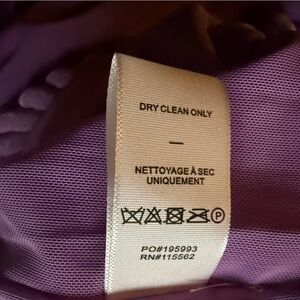 DRY CLEAN ONLY
—
NETTOYAGE À SEC
UNIQUEMENT
P
PO#195993
RN#115562